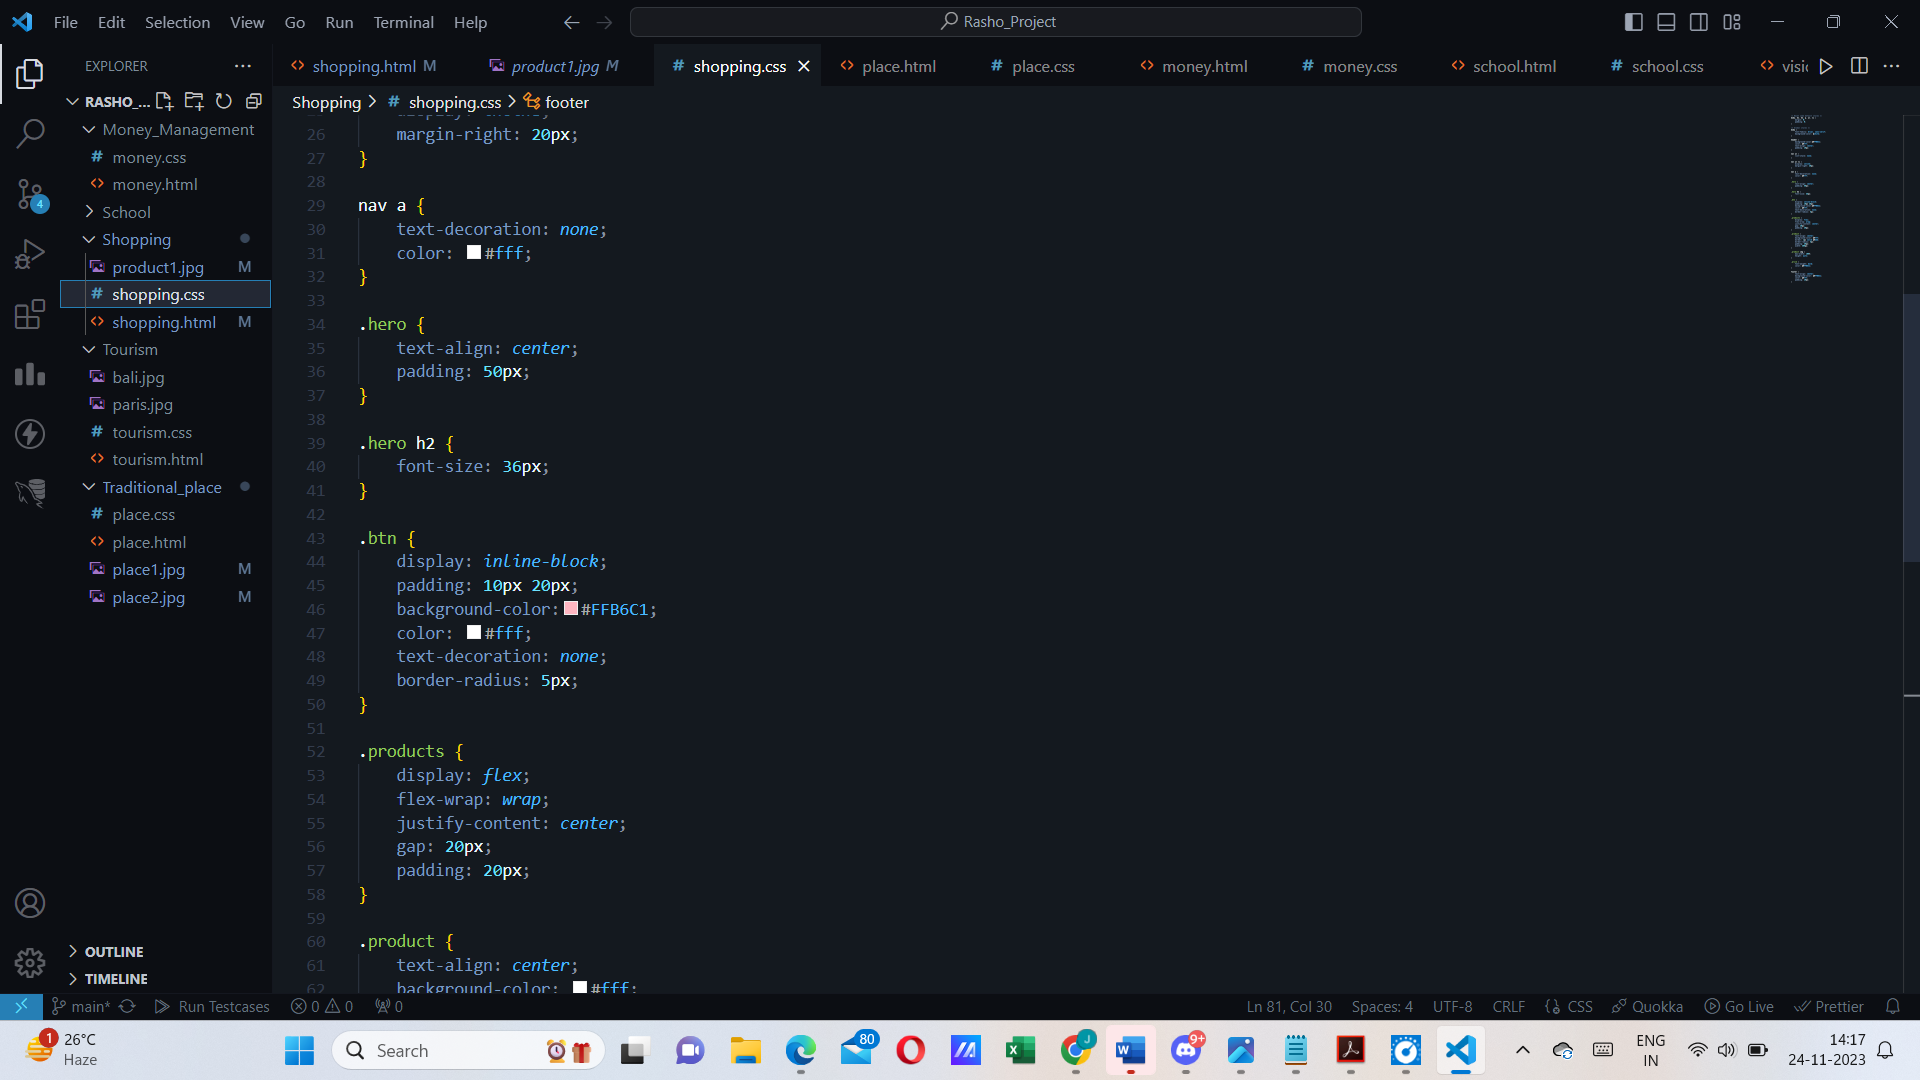 File Edit Selection View Go Run Terminal Help
Rasho_Project
EXPLORER
shopping.html M
product1.jpg M
shopping.css
place.html
place.css
money.html
money.css
school.html
school.css
Shopping > shopping.css > footer
RASHO_...
Money_Management
money.css
money.html
School
Shopping
product1.jpg M
shopping.css
shopping.html M
Tourism
bali.jpg
paris.jpg
tourism.css
tourism.html
Traditional_place
place.css
place.html
place1.jpg M
place2.jpg M
OUTLINE
TIMELINE
4
26 margin-right: 20px;
27 }
28
29 nav a {
30 text-decoration: none;
31 color: #fff;
32 }
33
34 .hero {
35 text-align: center;
36 padding: 50px;
37 }
38
39 .hero h2 {
40 font-size: 36px;
41 }
42
43 .btn {
44 display: inline-block;
45 padding: 10px 20px;
46 background-color: #FFB6C1;
47 color: #fff;
48 text-decoration: none;
49 border-radius: 5px;
50 }
51
52 .products {
53 display: flex;
54 flex-wrap: wrap;
55 justify-content: center;
56 gap: 20px;
57 padding: 20px;
58 }
59
60 .product {
61 text-align: center;
62 background-color: #fff;
main* Run Testcases 0 0 0
Ln 81, Col 30 Spaces: 4 UTF-8 CRLF CSS Quokka Go Live Prettier
1 26°C
Haze
Search
80
J
9+
ENG
IN
14:17
24-11-2023